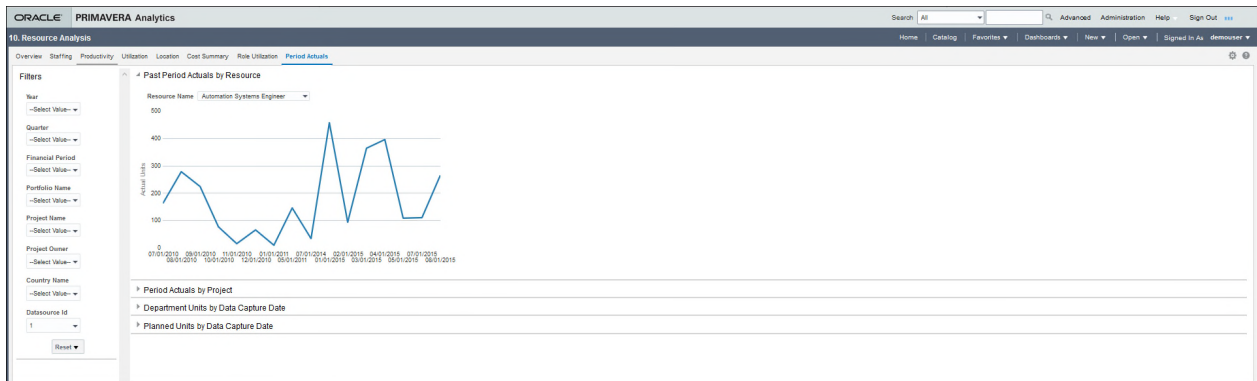 ORACLE PRIMAVERA Analytics Search All Advanced Administration Help Sign Out
10. Resource Analysis Home Catalog Favorites Dashboards New Open Signed In As demouser
Overview Staffing Productivity Utilization Location Cost Summary Role Utilization Period Actuals
Filters
Year
--Select Value--
Quarter
--Select Value--
Financial Period
--Select Value--
Portfolio Name
--Select Value--
Project Name
--Select Value--
Project Owner
--Select Value--
Country Name
--Select Value--
Datasource Id
1
Reset
Past Period Actuals by Resource
Resource Name Automation Systems Engineer
500
400
300
200
100
0
Actual Units
07/01/2010 09/01/2010 11/01/2010 01/01/2011 07/01/2014 02/01/2015 04/01/2015 07/01/2015
08/01/2010 10/01/2010 12/01/2010 05/01/2011 01/01/2015 03/01/2015 05/01/2015 08/01/2015
Period Actuals by Project
Department Units by Data Capture Date
Planned Units by Data Capture Date